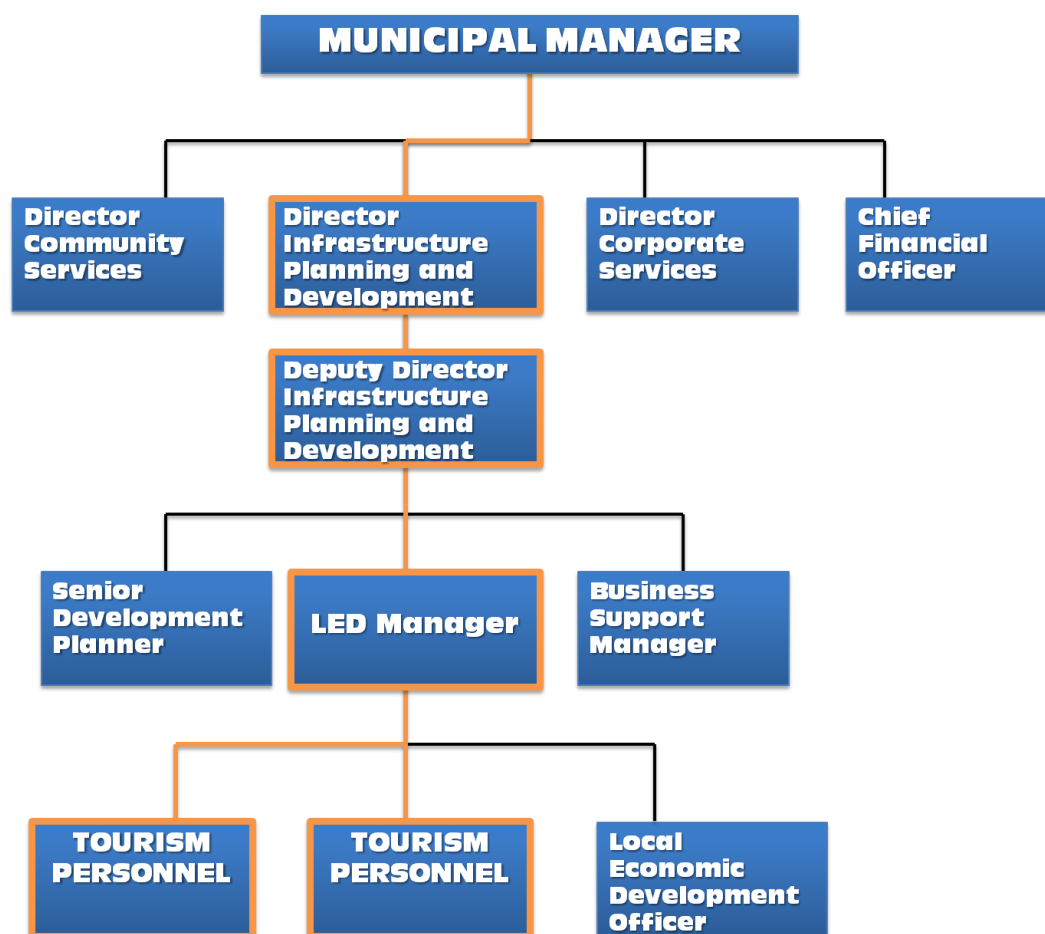 MUNICIPAL MANAGER
Director
Community
Services
Director
Infrastructure
Planning and
Development
Director
Corporate
Services
Chief
Financial
Officer
Deputy Director
Infrastructure
Planning and
Development
Senior
Development
Planner
LED Manager
Business
Support
Manager
TOURISM
PERSONNEL
TOURISM
PERSONNEL
Local
Economic
Development
Officer